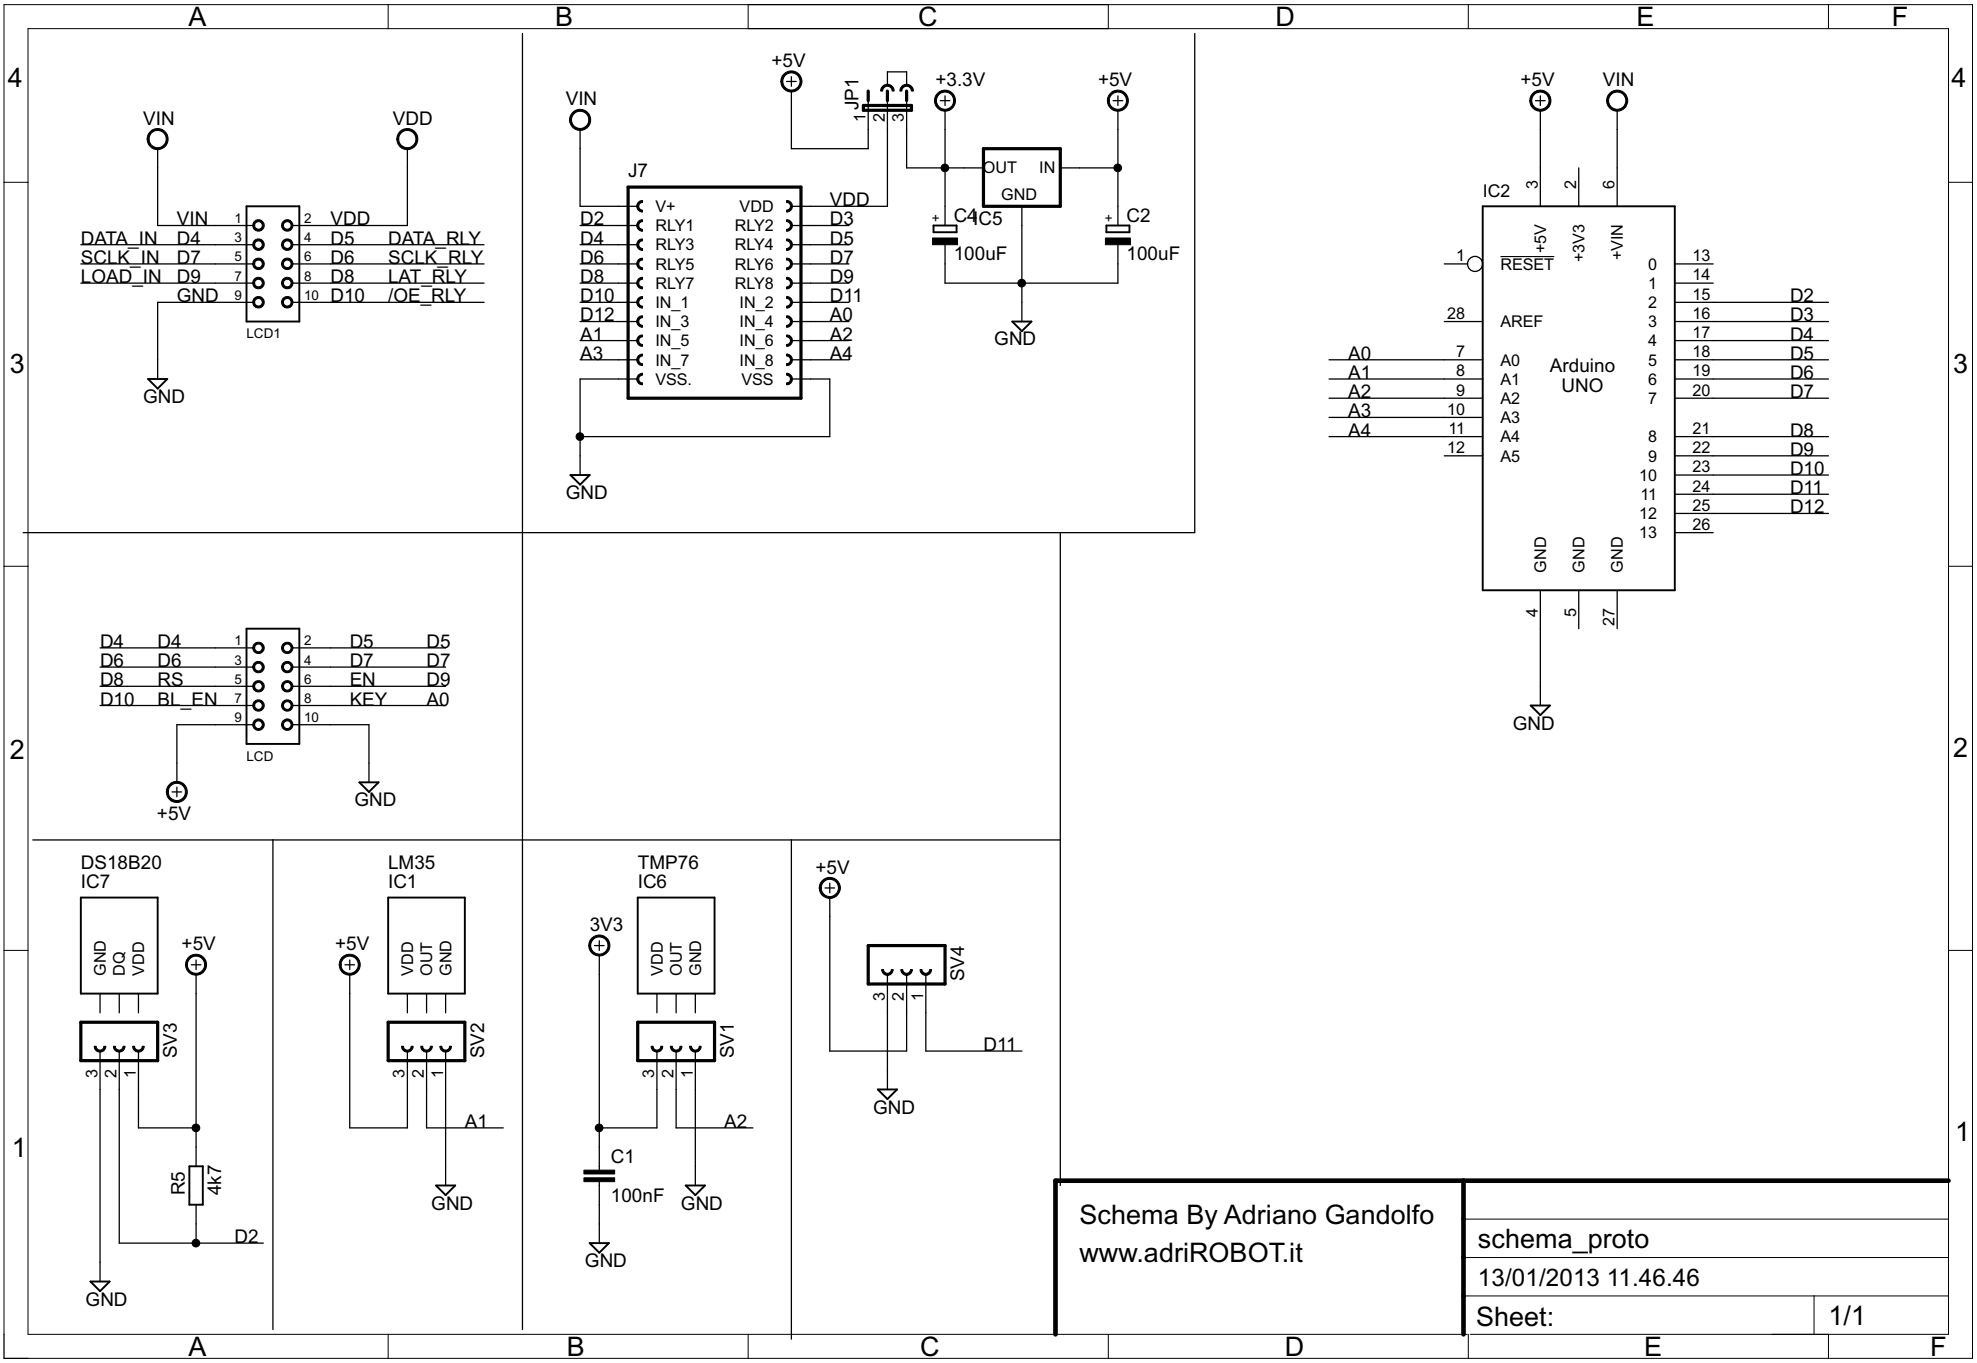 A B C D E F
4 4
3 3
2 2
1 1
A B C D E F
VIN
VDD
VIN 1 2 VDD
DATA_IN D4 3 4 D5 DATA_RLY
SCLK_IN D7 5 6 D6 SCLK_RLY
LOAD_IN D9 7 8 D8 LAT_RLY
GND 9 10 D10 /OE_RLY
LCD1
GND
VIN
J7
V+ VDD VDD
D2 RLY1 RLY2 D3
D4 RLY3 RLY4 D5
D6 RLY5 RLY6 D7
D8 RLY7 RLY8 D9
D10 IN_1 IN_2 D11
D12 IN_3 IN_4 A0
A1 IN_5 IN_6 A2
A3 IN_7 IN_8 A4
VSS. VSS
GND
+5V
JP1
1
2
3
+3.3V
+5V
OUT IN
GND
IC5
+ C4
100uF
+ C2
100uF
GND
+5V VIN
IC2
3 2 6
+5V +3V3 +VIN
1 RESET
28 AREF
A0 7 A0
A1 8 A1
A2 9 A2
A3 10 A3
A4 11 A4
12 A5
Arduino
UNO
0 13
1 14
2 15 D2
3 16 D3
4 17 D4
5 18 D5
6 19 D6
7 20 D7
8 21 D8
9 22 D9
10 23 D10
11 24 D11
12 25 D12
13 26
GND GND GND
4 5 27
GND
D4 D4 1 2 D5 D5
D6 D6 3 4 D7 D7
D8 RS 5 6 EN D9
D10 BL_EN 7 8 KEY A0
9 10
LCD
+5V
GND
DS18B20
IC7
GND DQ VDD
+5V
SV3
3 2 1
R5
4k7
D2
GND
LM35
IC1
VDD OUT GND
+5V
SV2
3 2 1
A1
GND
TMP76
IC6
3V3
VDD OUT GND
SV1
3 2 1
A2
C1
100nF
GND
GND
+5V
SV4
3 2 1
D11
GND
Schema By Adriano Gandolfo
www.adriROBOT.it
schema_proto
13/01/2013 11.46.46
Sheet: 1/1